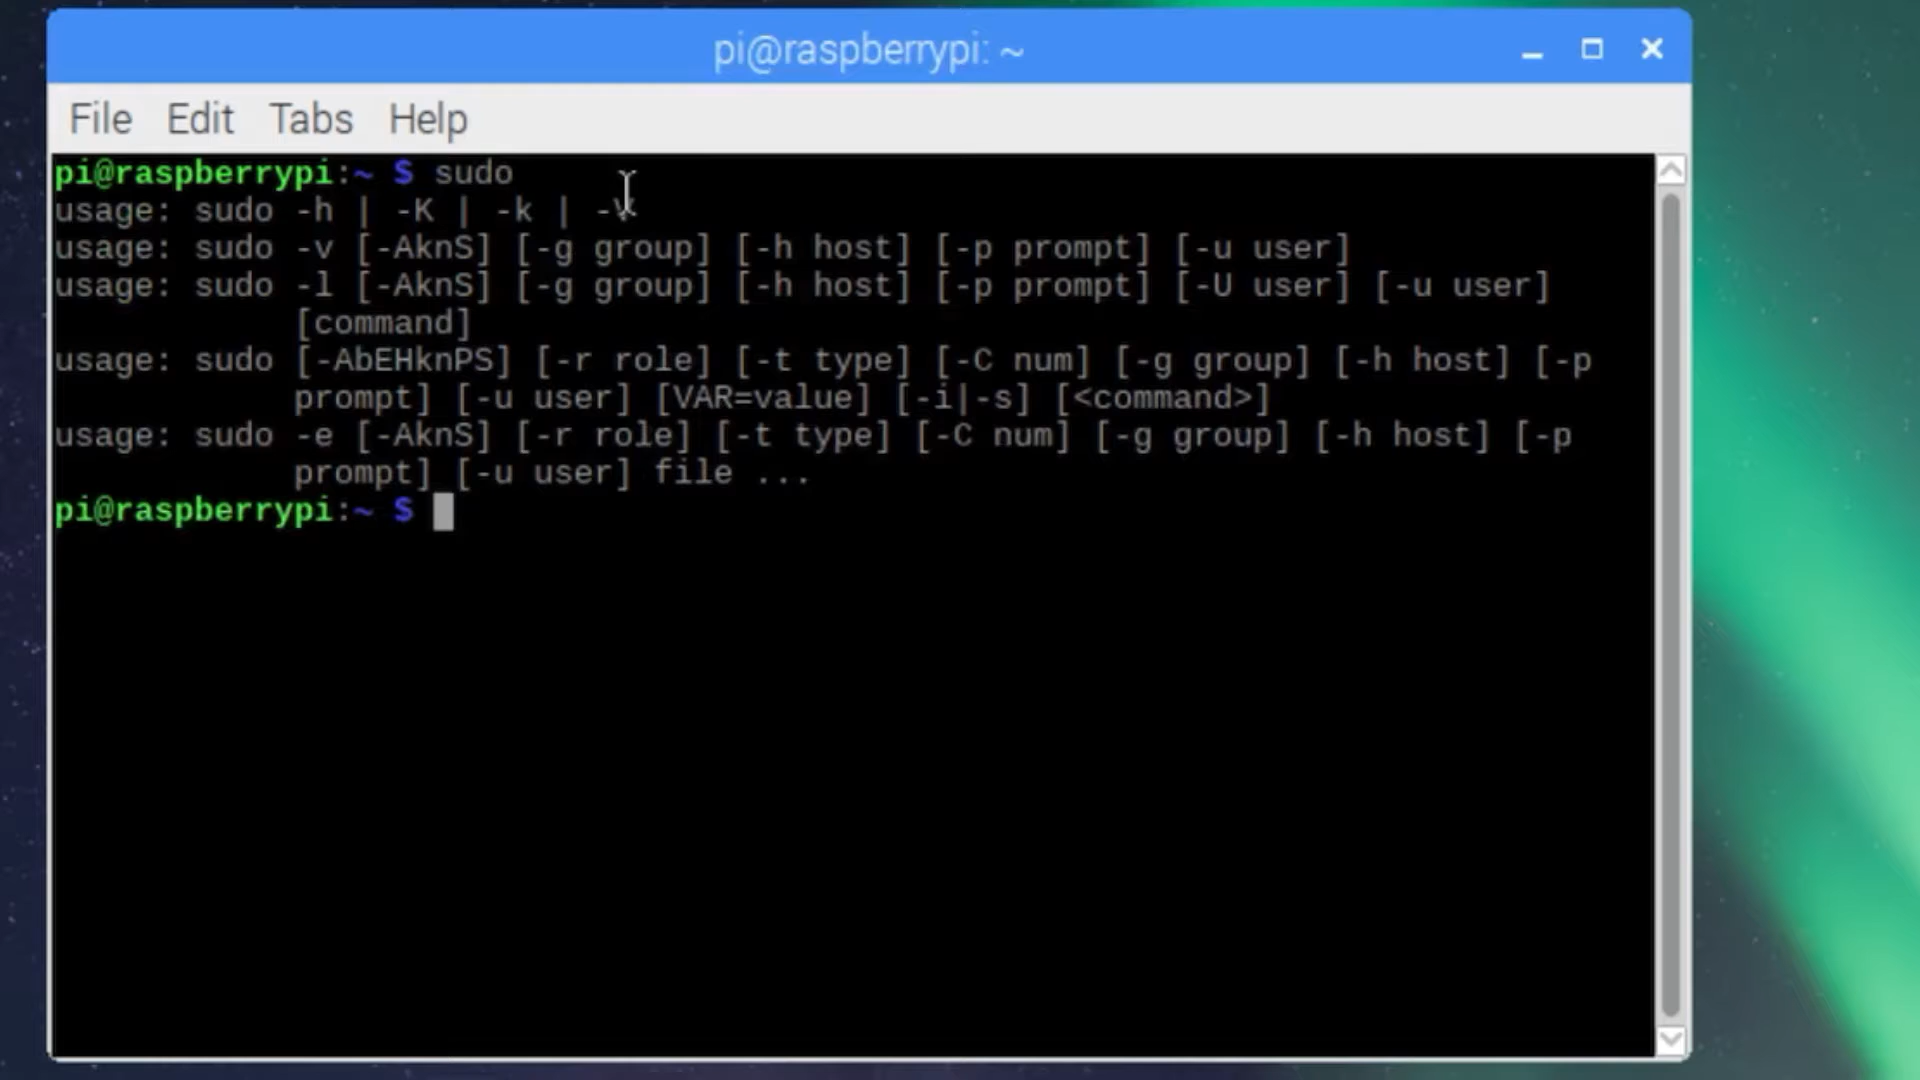 pi@raspberrypi: ~
File Edit Tabs Help
pi@raspberrypi:~ $ sudo
usage: sudo -h | -K | -k | -V
usage: sudo -v [-AknS] [-g group] [-h host] [-p prompt] [-u user]
usage: sudo -l [-AknS] [-g group] [-h host] [-p prompt] [-U user] [-u user]
[command]
usage: sudo [-AbEHknPS] [-r role] [-t type] [-C num] [-g group] [-h host] [-p
prompt] [-u user] [VAR=value] [-i|-s] [<command>]
usage: sudo -e [-AknS] [-r role] [-t type] [-C num] [-g group] [-h host] [-p
prompt] [-u user] file ...
pi@raspberrypi:~ $